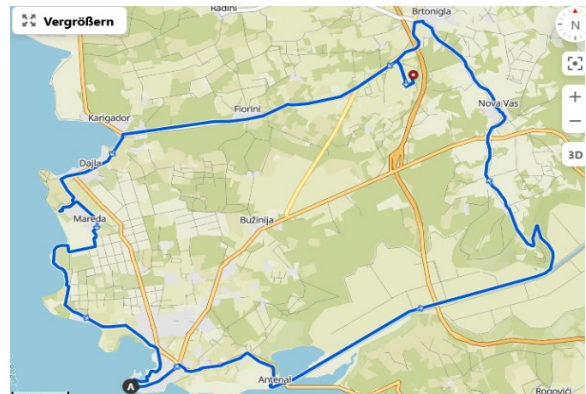 Vergrößern
Radini
Brtonigla
N
Karigador
Fiorini
Nova Vas
3D
Dajla
Mareda
Bužinija
A
Antenal
Rogovići